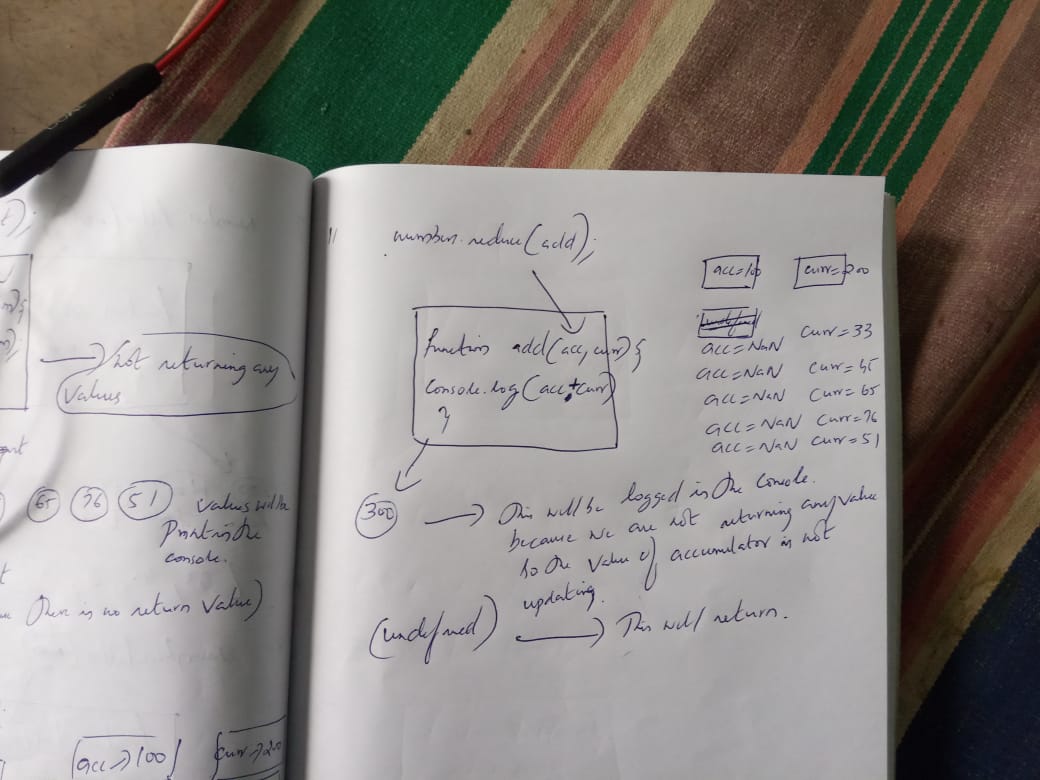 t);
not returning any
Values
65 76 51 values will be
Print in the
console.
there is no return value)
acc => 100 curr => 200
11
number.reduce(add);
function add(acc, curr) {
console.log(acc + curr)
}
300 This will be logged in the console.
because we are not returning any value
so the value of accumulator is not
updating.
(undefined) This will return.
acc=100 curr=200
undefined
acc=NaN curr=33
acc=NaN curr=45
acc=NaN curr=65
acc=NaN curr=76
acc=NaN curr=51